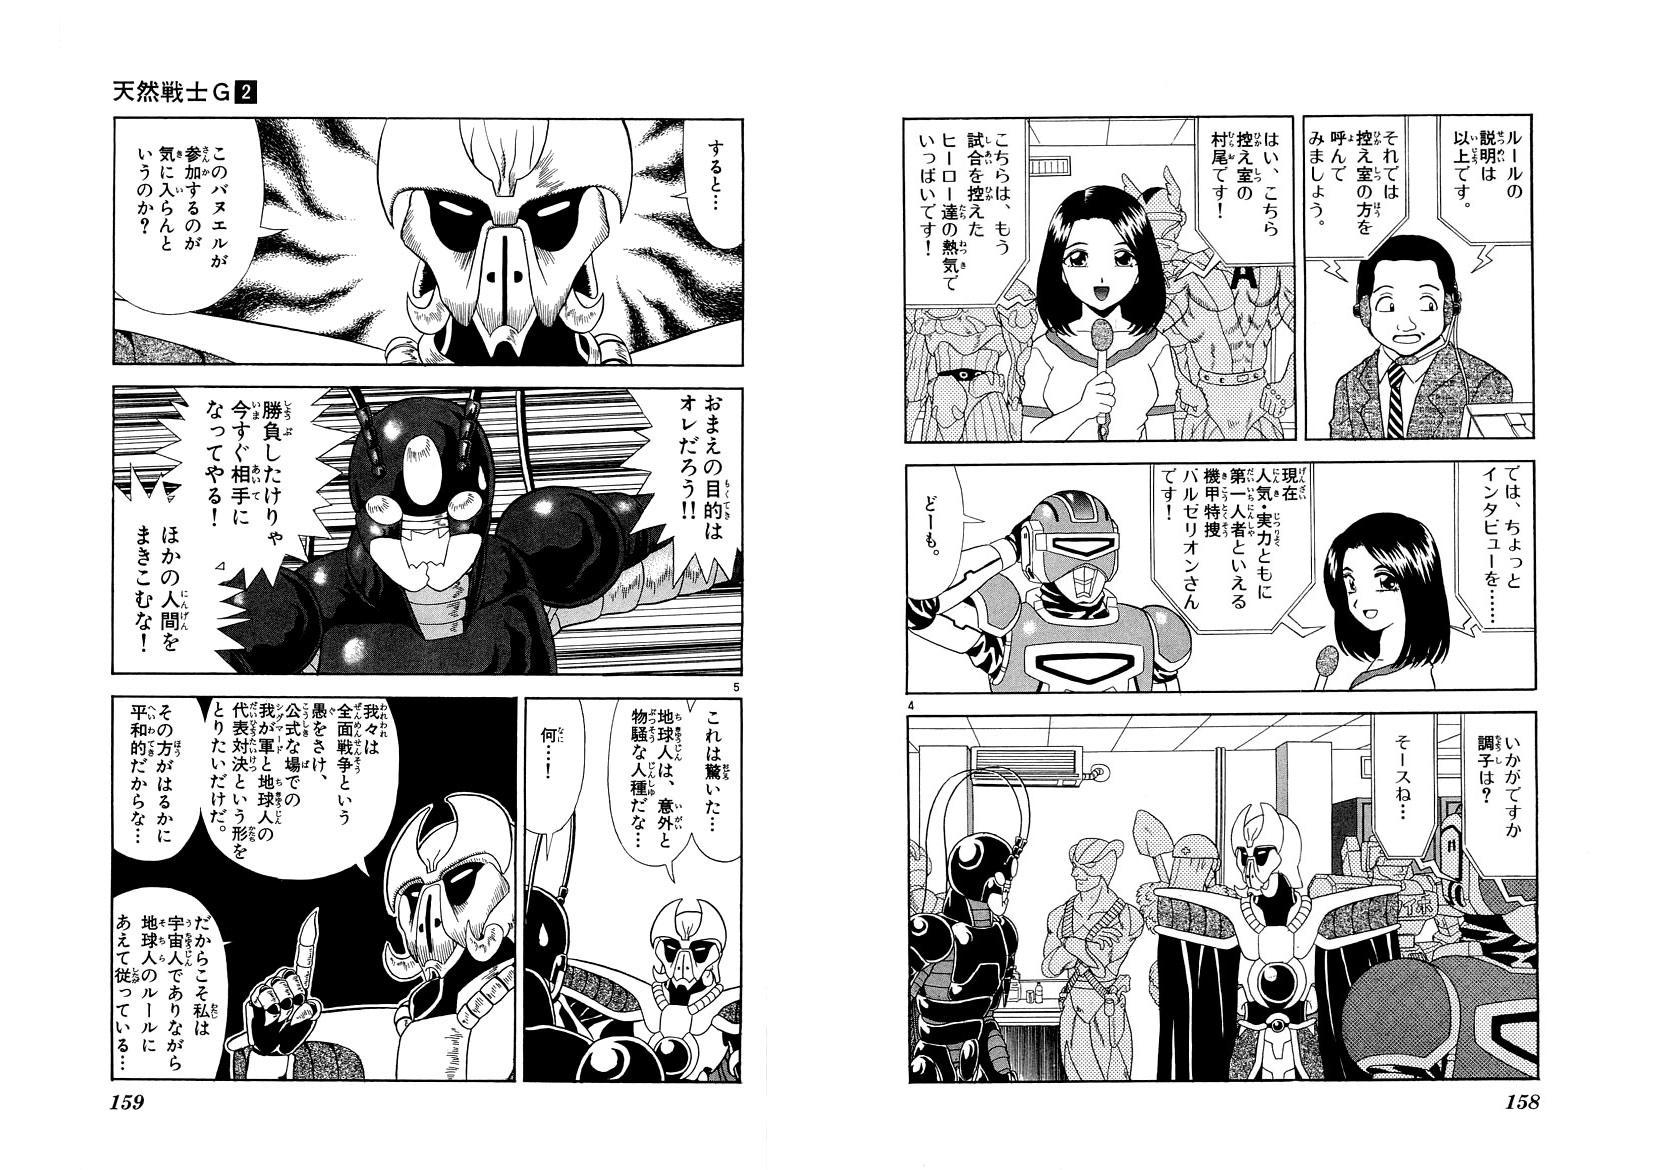 ルールの
説明は
以上です。
それでは
控え室の方を
呼んで
みましょう。
はい、こちら
控え室の
村尾です！
こちらは、もう
試合を控えた
ヒーロー達の熱気で
いっぱいです！
では、ちょっと
インタビューを……
現在
人気・実力ともに
第一人者といえる
機甲特捜
バルゼリオンさん
です！
どーも。
4
いかがですか
調子は？
そースね…
158
天然戦士G2
すると…
このバヌエルが
参加するのが
気に入らんと
いうのか？
おまえの目的は
オレだろう!!
勝負したけりゃ
今すぐ相手に
なってやる！
ほかの人間を
まきこむな！
5
これは驚いた…
地球人は、意外と
物騒な人種だな…
何…！
我々は
全面戦争という
愚をさけ、
公式な場での
我が軍と地球人の
代表対決という形を
とりたいだけだ。
その方がはるかに
平和的だからな…
だからこそ私は
宇宙人でありながら
地球人のルールに
あえて従っている…
159